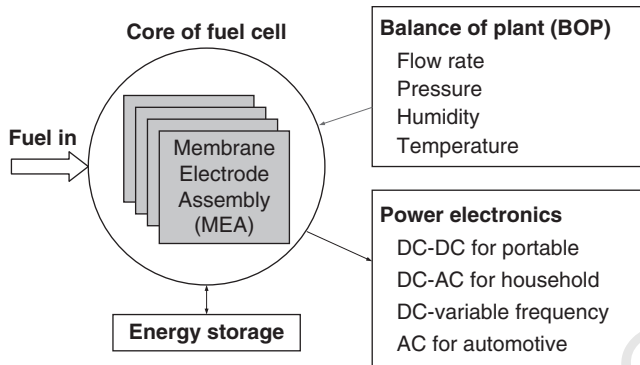 Core of fuel cell
Fuel in
Membrane
Electrode
Assembly
(MEA)
Energy storage
Balance of plant (BOP)
Flow rate
Pressure
Humidity
Temperature
Power electronics
DC-DC for portable
DC-AC for household
DC-variable frequency
AC for automotive